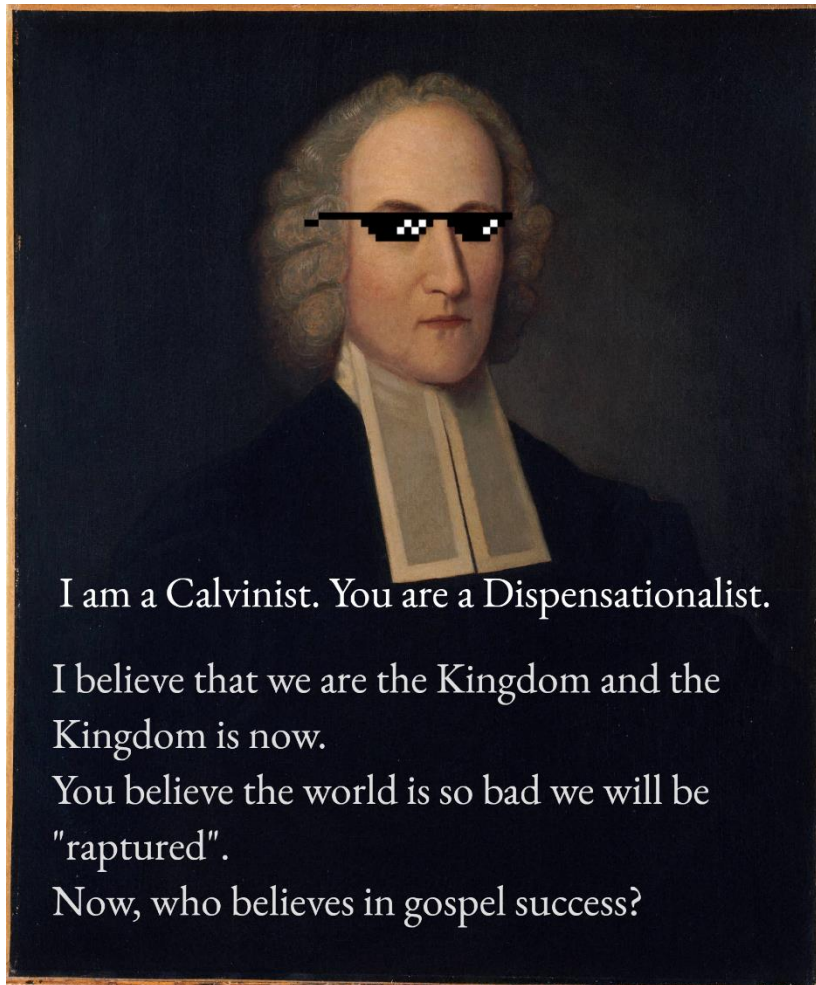 I am a Calvinist. You are a Dispensationalist.
I believe that we are the Kingdom and the
Kingdom is now.
You believe the world is so bad we will be
"raptured".
Now, who believes in gospel success?